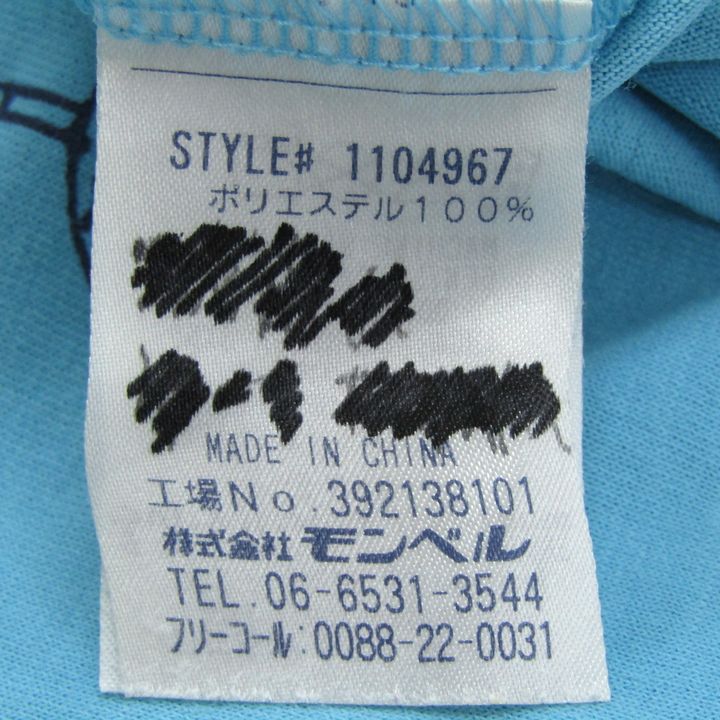 STYLE# 1104967
ポリエステル100%
MADE IN CHINA
工場No.392138101
株式会社 モンベル
TEL.06-6531-3544
フリーコール:0088-22-0031